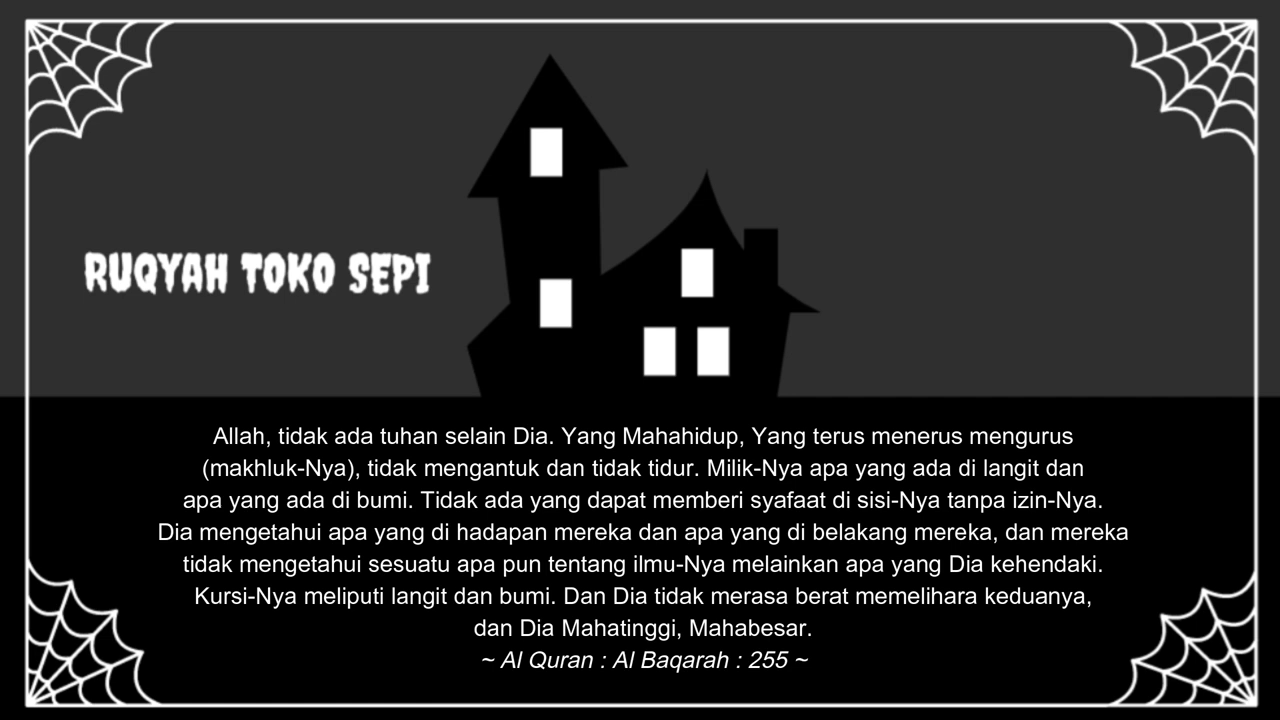 RUQYAH TOKO SEPI
Allah, tidak ada tuhan selain Dia. Yang Mahahidup, Yang terus menerus mengurus
(makhluk-Nya), tidak mengantuk dan tidak tidur. Milik-Nya apa yang ada di langit dan
apa yang ada di bumi. Tidak ada yang dapat memberi syafaat di sisi-Nya tanpa izin-Nya.
Dia mengetahui apa yang di hadapan mereka dan apa yang di belakang mereka, dan mereka
tidak mengetahui sesuatu apa pun tentang ilmu-Nya melainkan apa yang Dia kehendaki.
Kursi-Nya meliputi langit dan bumi. Dan Dia tidak merasa berat memelihara keduanya,
dan Dia Mahatinggi, Mahabesar.
~ Al Quran : Al Baqarah : 255 ~